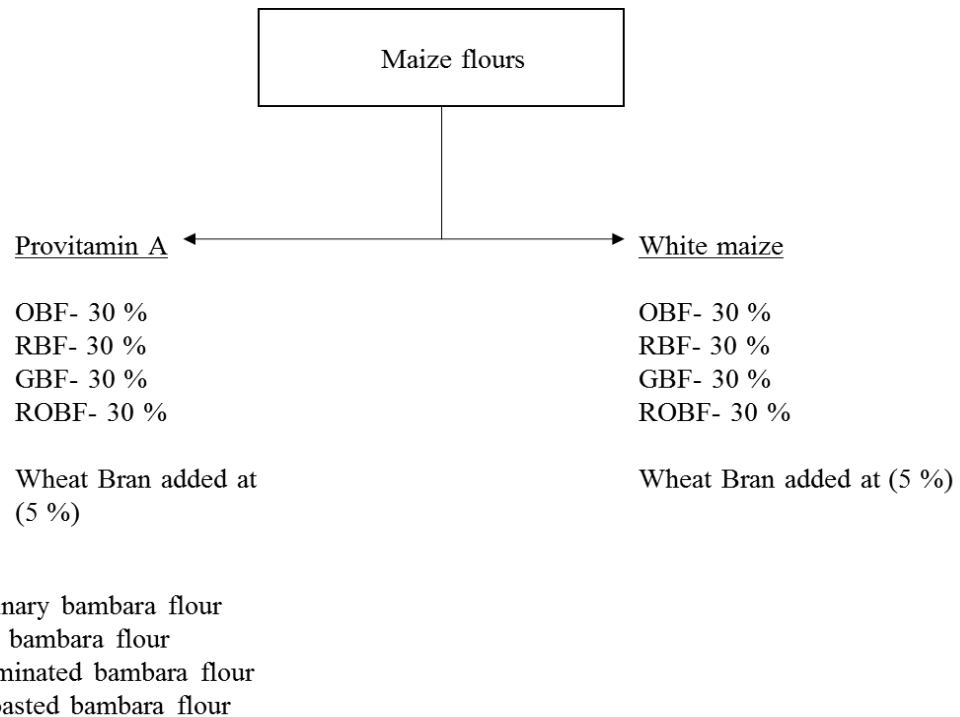 Maize flours
Provitamin A
OBF- 30 %
RBF- 30 %
GBF- 30 %
ROBF- 30 %
Wheat Bran added at
(5 %)
White maize
OBF- 30 %
RBF- 30 %
GBF- 30 %
ROBF- 30 %
Wheat Bran added at (5 %)
bambara flour
bambara flour
bambara flour
bambara flour